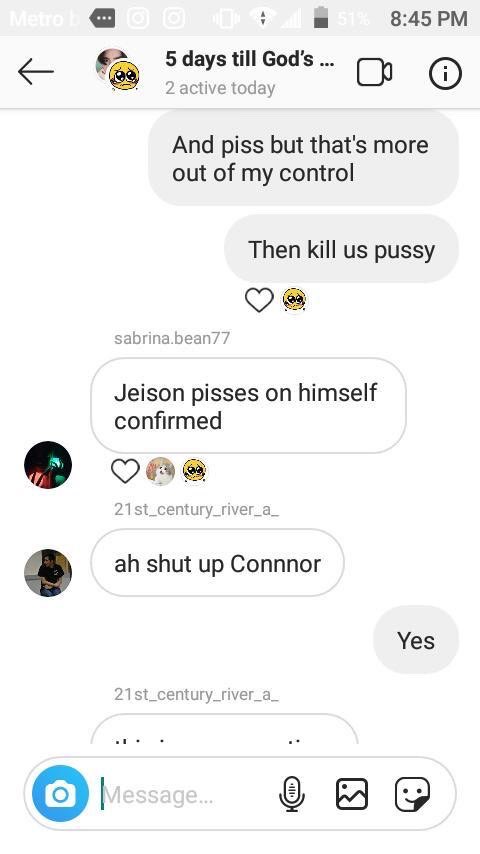 Metro b
51% 8:45 PM
5 days till God's ...
2 active today
And piss but that's more
out of my control
Then kill us pussy
sabrina.bean77
Jeison pisses on himself
confirmed
21st_century_river_a_
ah shut up Connnor
Yes
21st_century_river_a_
Message...